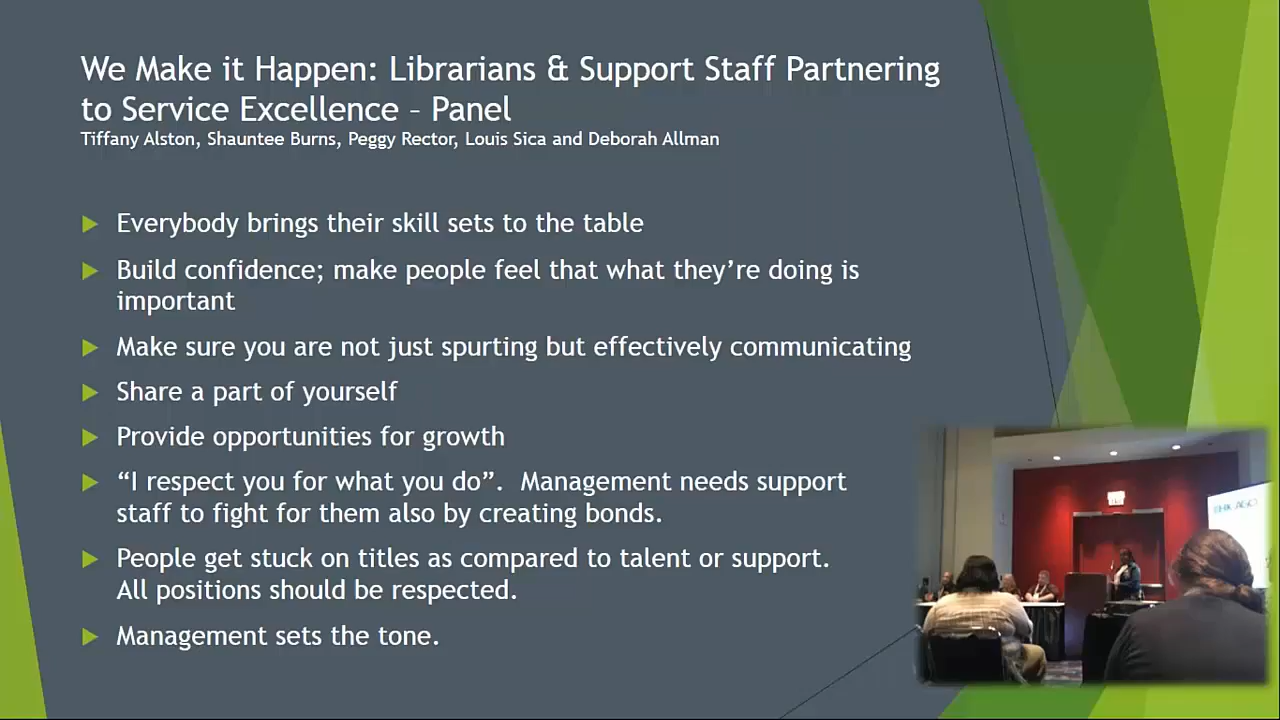 We Make it Happen: Librarians & Support Staff Partnering
to Service Excellence – Panel
Tiffany Alston, Shauntee Burns, Peggy Rector, Louis Sica and Deborah Allman
Everybody brings their skill sets to the table
Build confidence; make people feel that what they’re doing is
important
Make sure you are not just spurting but effectively communicating
Share a part of yourself
Provide opportunities for growth
“I respect you for what you do”.  Management needs support
staff to fight for them also by creating bonds.
People get stuck on titles as compared to talent or support.
All positions should be respected.
Management sets the tone.